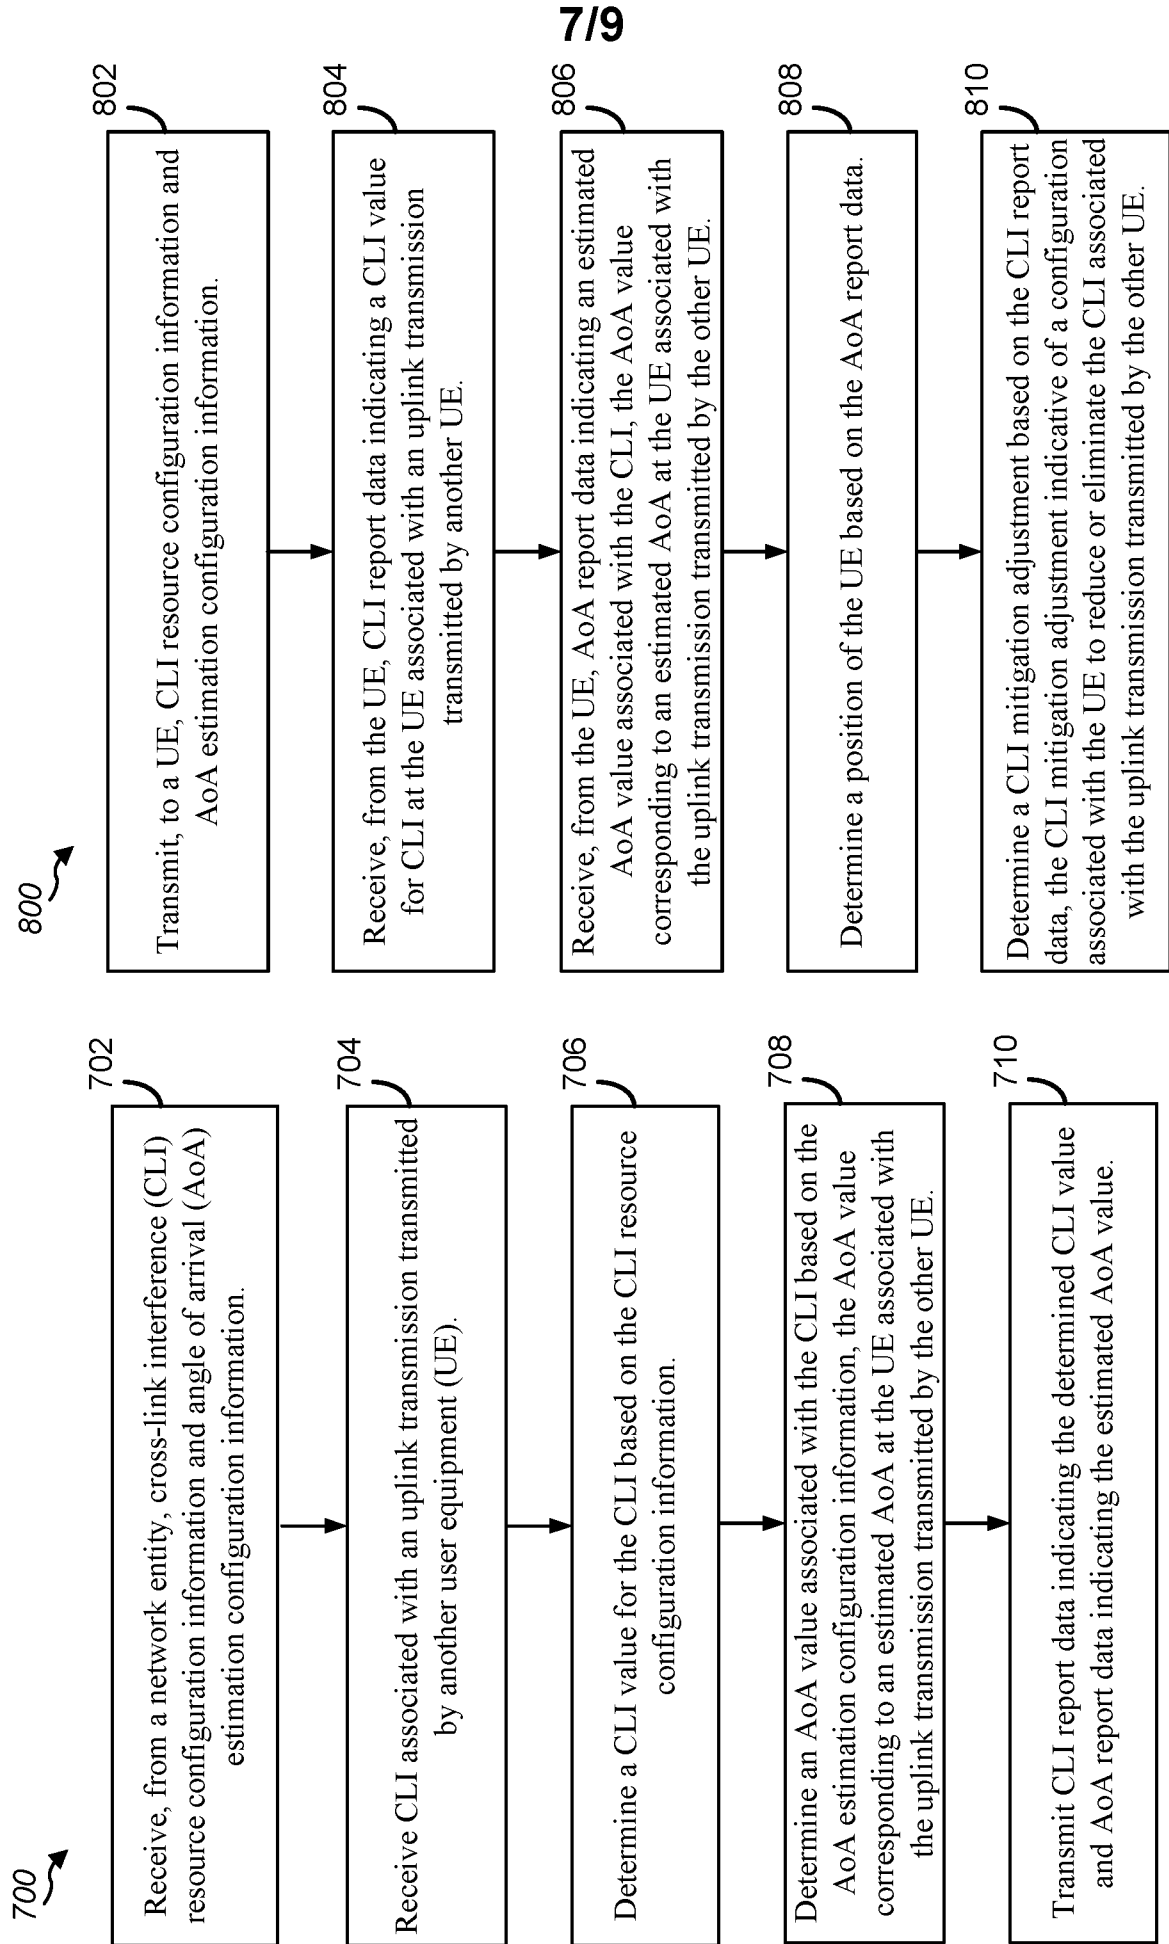 7/9
700
702
Receive, from a network entity, cross-link interference (CLI)
resource configuration information and angle of arrival (AoA)
estimation configuration information.
704
Receive CLI associated with an uplink transmission transmitted
by another user equipment (UE).
706
Determine a CLI value for the CLI based on the CLI resource
configuration information.
708
Determine an AoA value associated with the CLI based on the
AoA estimation configuration information, the AoA value
corresponding to an estimated AoA at the UE associated with
the uplink transmission transmitted by the other UE.
710
Transmit CLI report data indicating the determined CLI value
and AoA report data indicating the estimated AoA value.
800
802
Transmit, to a UE, CLI resource configuration information and
AoA estimation configuration information.
804
Receive, from the UE, CLI report data indicating a CLI value
for CLI at the UE associated with an uplink transmission
transmitted by another UE.
806
Receive, from the UE, AoA report data indicating an estimated
AoA value associated with the CLI, the AoA value
corresponding to an estimated AoA at the UE associated with
the uplink transmission transmitted by the other UE.
808
Determine a position of the UE based on the AoA report data.
810
Determine a CLI mitigation adjustment based on the CLI report
data, the CLI mitigation adjustment indicative of a configuration
associated with the UE to reduce or eliminate the CLI associated
with the uplink transmission transmitted by the other UE.